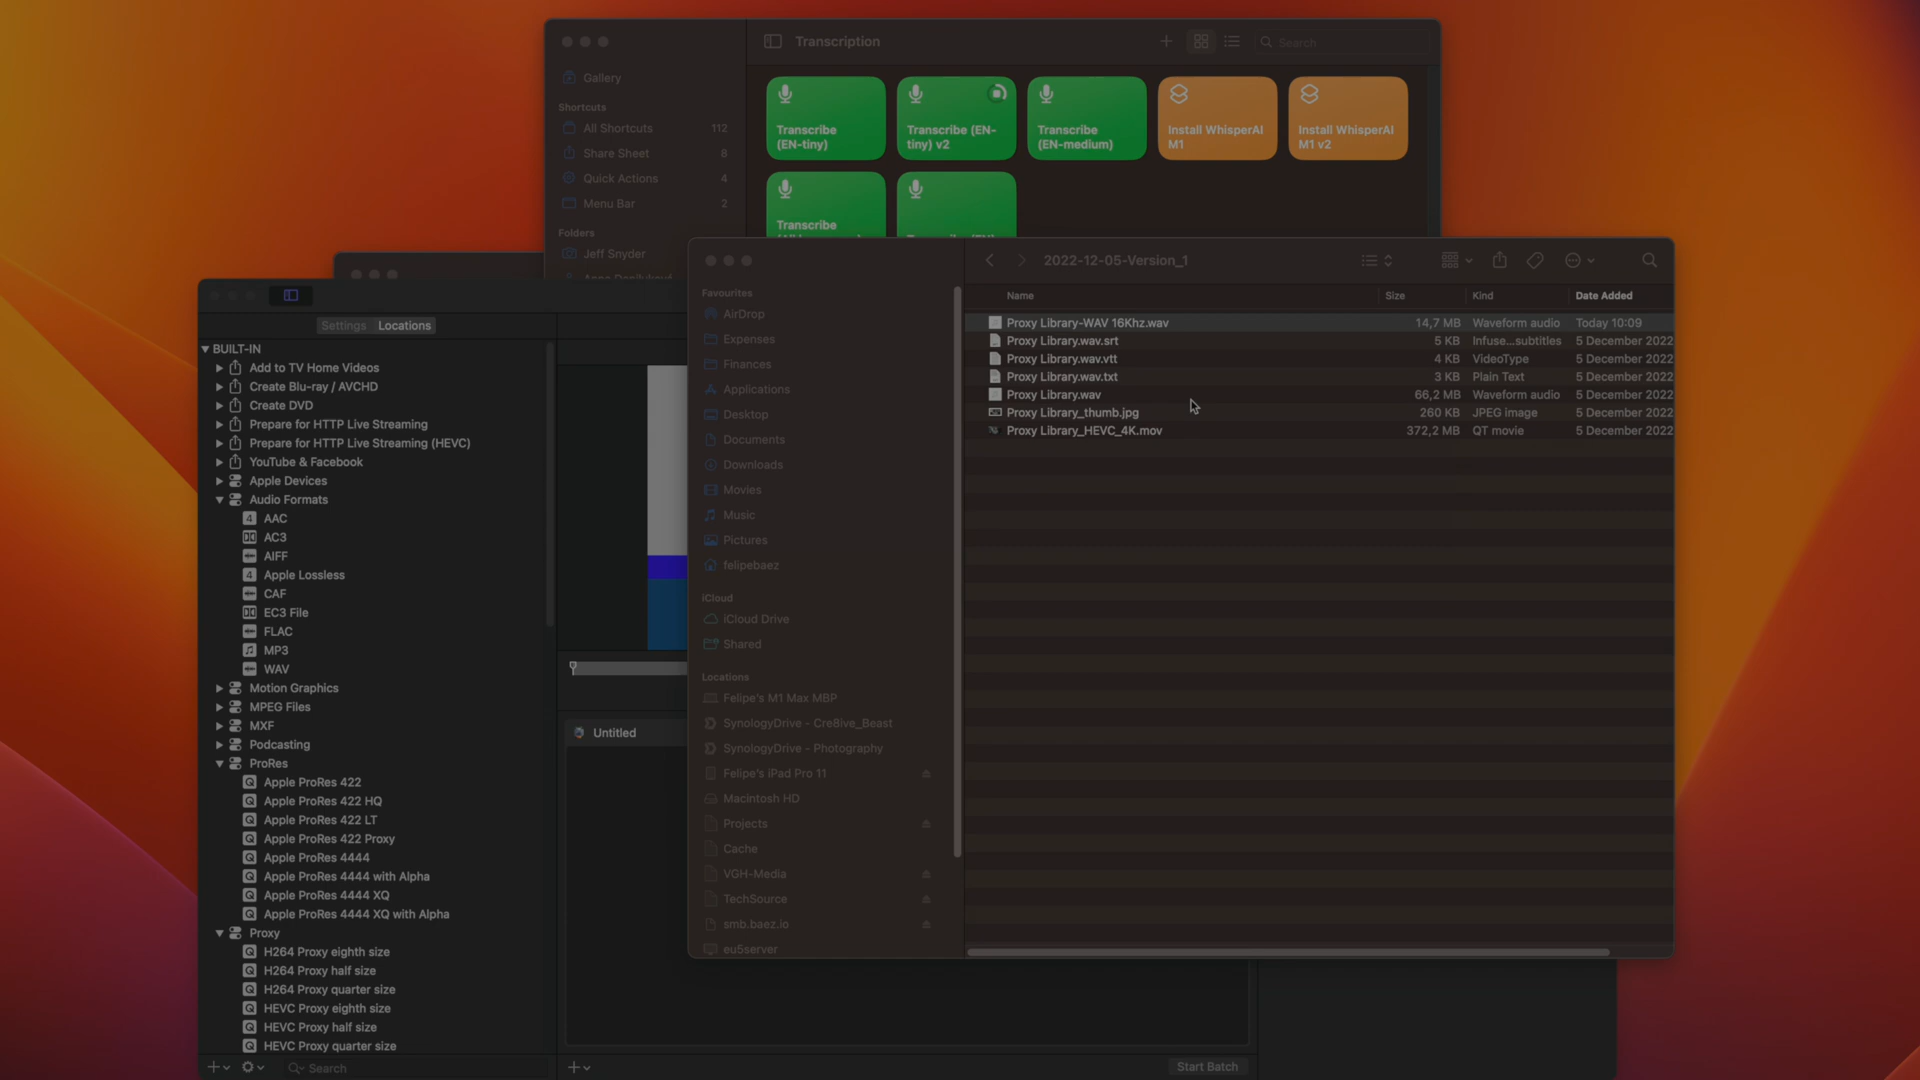 Transcription
Search
Gallery
Shortcuts
All Shortcuts 112
Share Sheet 8
Quick Actions 4
Menu Bar 2
Folders
Jeff Snyder
Transcribe
(EN-tiny)
Transcribe (EN-
tiny) v2
Transcribe
(EN-medium)
Install WhisperAI
M1
Install WhisperAI
M1 v2
Transcribe
2022-12-05-Version_1
Favourites
AirDrop
Expenses
Finances
Applications
Desktop
Documents
Downloads
Movies
Music
Pictures
felipebaez
iCloud
iCloud Drive
Shared
Locations
Felipe's M1 Max MBP
SynologyDrive - Cre8ive_Beast
SynologyDrive - Photography
Felipe's iPad Pro 11
Macintosh HD
Projects
Cache
VGH-Media
TechSource
smb.baez.io
eu5server
Name Size Kind Date Added
Proxy Library-WAV 16Khz.wav 14,7 MB Waveform audio Today 10:09
Proxy Library.wav.srt 5 KB Infuse...subtitles 5 December 2022
Proxy Library.wav.vtt 4 KB VideoType 5 December 2022
Proxy Library.wav.txt 3 KB Plain Text 5 December 2022
Proxy Library.wav 66,2 MB Waveform audio 5 December 2022
Proxy Library_thumb.jpg 260 KB JPEG image 5 December 2022
Proxy Library_HEVC_4K.mov 372,2 MB QT movie 5 December 2022
Settings Locations
BUILT-IN
Add to TV Home Videos
Create Blu-ray / AVCHD
Create DVD
Prepare for HTTP Live Streaming
Prepare for HTTP Live Streaming (HEVC)
YouTube & Facebook
Apple Devices
Audio Formats
AAC
AC3
AIFF
Apple Lossless
CAF
EC3 File
FLAC
MP3
WAV
Motion Graphics
MPEG Files
MXF
Podcasting
ProRes
Apple ProRes 422
Apple ProRes 422 HQ
Apple ProRes 422 LT
Apple ProRes 422 Proxy
Apple ProRes 4444
Apple ProRes 4444 with Alpha
Apple ProRes 4444 XQ
Apple ProRes 4444 XQ with Alpha
Proxy
H264 Proxy eighth size
H264 Proxy half size
H264 Proxy quarter size
HEVC Proxy eighth size
HEVC Proxy half size
HEVC Proxy quarter size
Search
Untitled
Start Batch